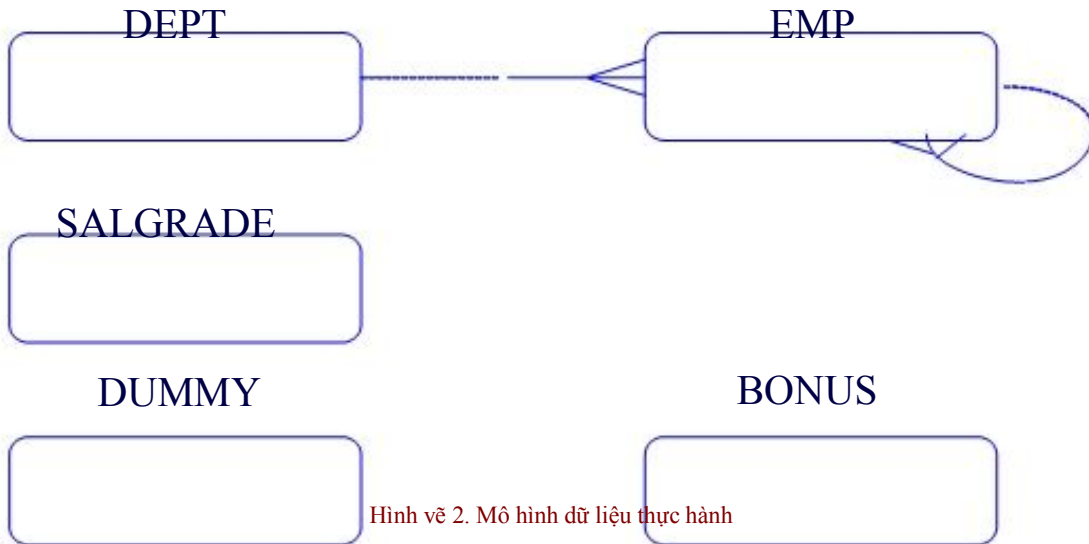 DEPT
EMP
SALGRADE
DUMMY
BONUS
Hình vẽ 2. Mô hình dữ liệu thực hành